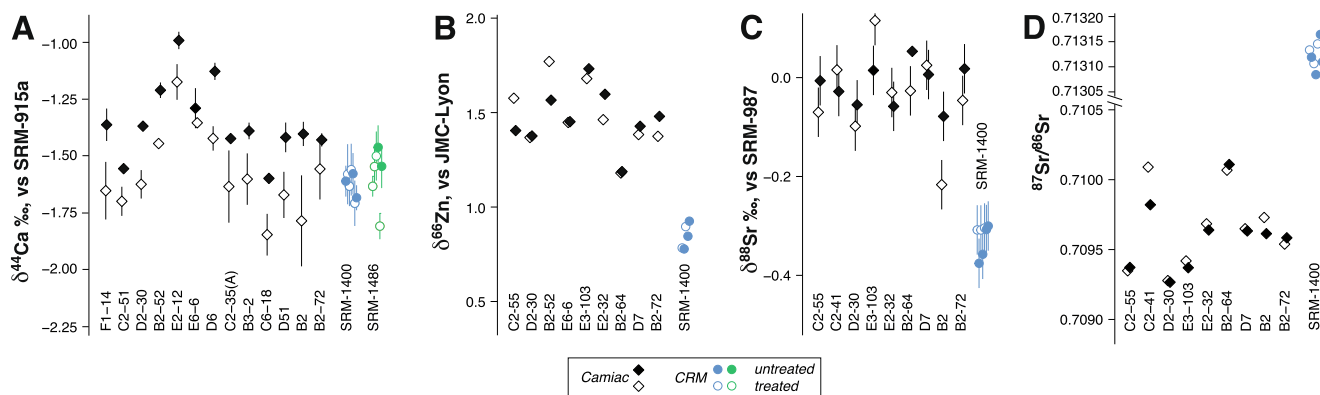 A
δ⁴⁴Ca ‰, vs SRM-915a
−1.00
−1.25
−1.50
−1.75
−2.00
−2.25
F1−14
C2−51
D2−30
B2−52
E2−12
E6−6
D6
C2−35(A)
B3−2
C6−18
D51
B2
B2−72
SRM−1400
SRM−1486
B
δ⁶⁶Zn, vs JMC-Lyon
2.0
1.5
1.0
0.5
C2−55
D2−30
B2−52
E6−6
E3−103
E2−32
B2−64
D7
B2−72
SRM−1400
C
δ⁸⁸Sr ‰, vs SRM-987
0.0
−0.2
−0.4
C2−55
C2−41
D2−30
E3−103
E2−32
B2−64
D7
B2
B2−72
SRM−1400
D
⁸⁷Sr/⁸⁶Sr
0.71320
0.71315
0.71310
0.71305
0.7105
0.7100
0.7095
0.7090
C2−55
C2−41
D2−30
E3−103
E2−32
B2−64
D7
B2
B2−72
SRM−1400
Camiac
CRM
untreated
treated